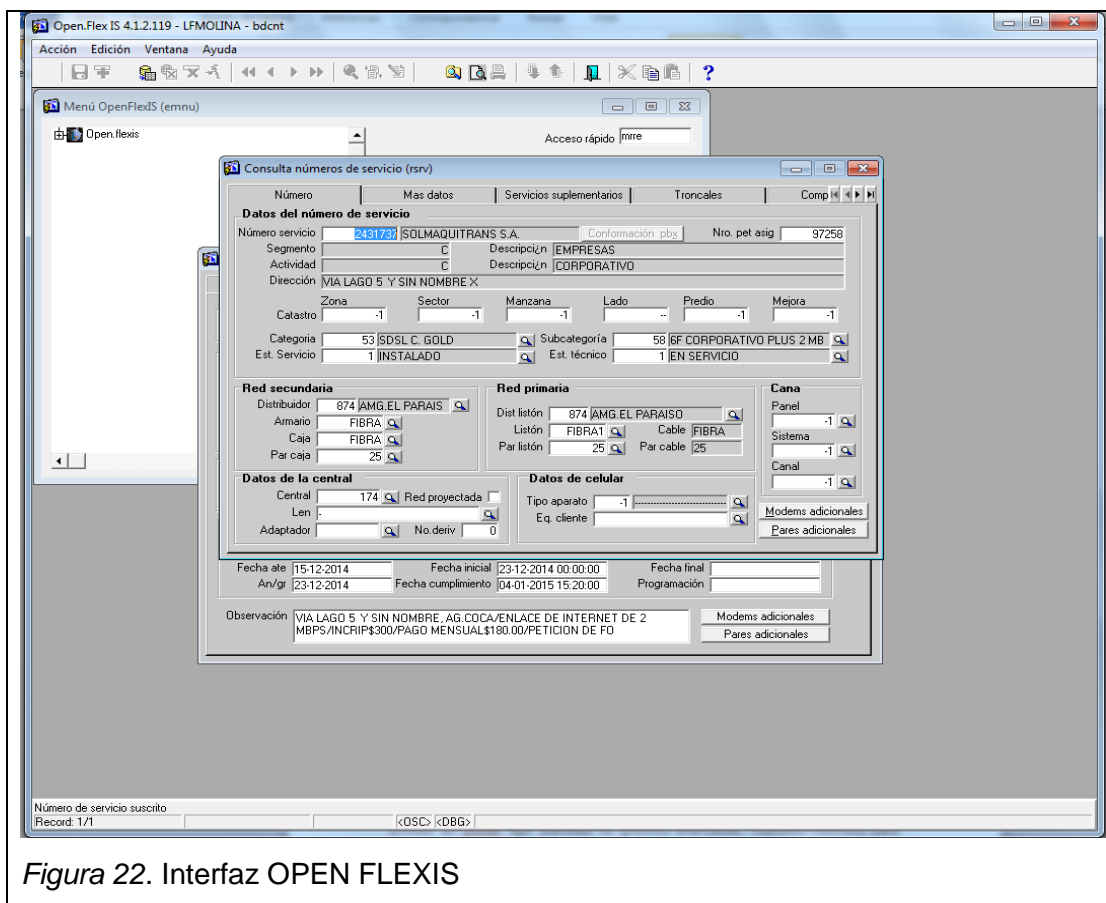 Open.Flex IS 4.1.2.119 - LFMOLINA - bdcnt
Acción Edición Ventana Ayuda
Menú OpenFlexIS (emnu)
Open.flexis
Acceso rápido mrre
Consulta números de servicio (rsrv)
Número Mas datos Servicios suplementarios Troncales Comp
Datos del número de servicio
Número servicio 2431737 SOLMAQUITRANS S.A. Conformación pbx Nro. pet asig 97258
Segmento C Descripci¿n EMPRESAS
Actividad C Descripci¿n CORPORATIVO
Dirección VIA LAGO 5 Y SIN NOMBRE X
Zona Sector Manzana Lado Predio Mejora
Catastro -1 -1 -1 -- -1 -1
Categoria 53 SDSL C. GOLD Subcategoría 58 6F CORPORATIVO PLUS 2 MB
Est. Servicio 1 INSTALADO Est. técnico 1 EN SERVICIO
Red secundaria Red primaria Cana
Distribuidor 874 AMG.EL PARAIS Dist listón 874 AMG.EL PARAISO Panel -1
Armario FIBRA Listón FIBRA1 Cable FIBRA Sistema -1
Caja FIBRA Par listón 25 Par cable 25 Canal -1
Par caja 25
Datos de la central Datos de celular
Central 174 Red proyectada Tipo aparato -1
Len - Eq. cliente Modems adicionales
Adaptador No.deriv 0 Pares adicionales
Fecha ate 15-12-2014 Fecha inicial 23-12-2014 00:00:00 Fecha final
An/gr 23-12-2014 Fecha cumplimiento 04-01-2015 15:20:00 Programación
Observación VIA LAGO 5 Y SIN NOMBRE, AG.COCA/ENLACE DE INTERNET DE 2 Modems adicionales
MBPS/INCRIP$300/PAGO MENSUAL$180.00/PETICION DE FO Pares adicionales
Número de servicio suscrito
Record: 1/1 <OSC> <DBG>
Figura 22. Interfaz OPEN FLEXIS